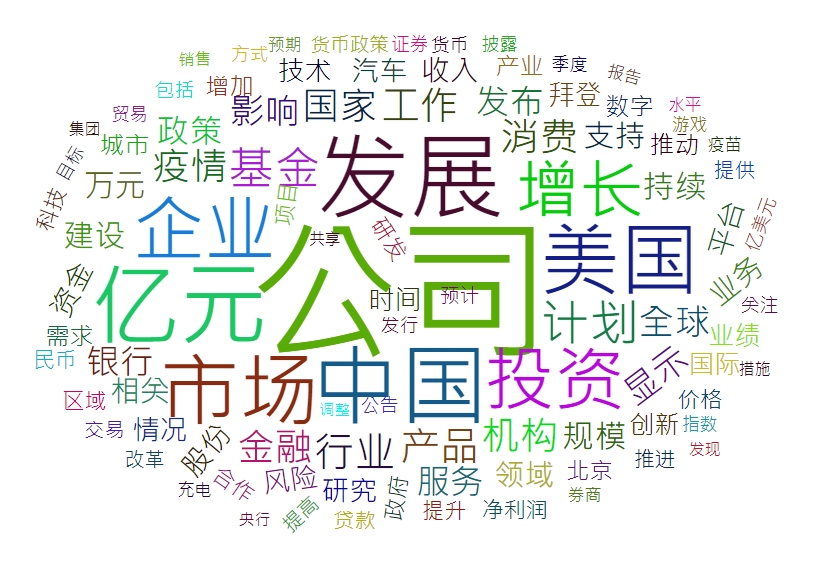 预期
货币政策
证券
货币
披露
销售
方式
技术
汽车
收入
产业
季度
报告
包括
增加
影响
国家
工作
发布
拜登
数字
水平
贸易
集团
城市
政策
消费
支持
推动
游戏
疫苗
目标
疫情
基金
发展
增长
持续
提供
科技
万元
项目
建设
企业
共享
研发
美国
平台
亿美元
资金
亿元
公司
时间
预计
发行
计划
全球
业务
关注
业绩
需求
民币
银行
市场
中国
投资
显示
国际
措施
相关
区域
调整
公告
价格
交易
情况
股份
金融
行业
产品
机构
规模
创新
指数
发现
改革
合作
风险
研究
政府
服务
领域
北京
推进
充电
券商
央行
提高
贷款
提升
净利润